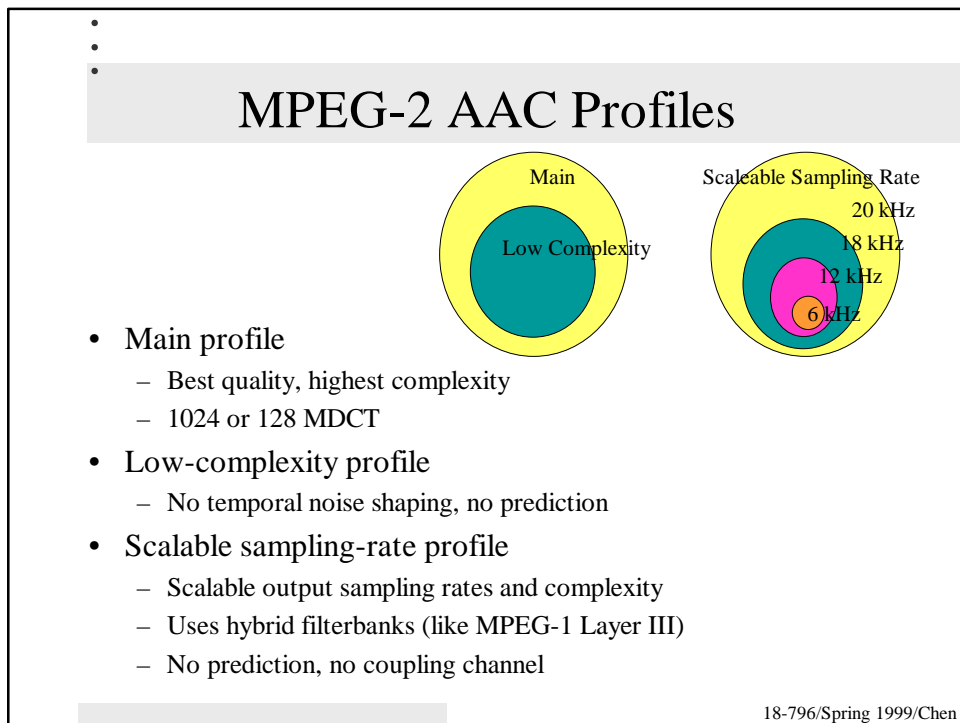 MPEG-2 AAC Profiles
Main
Low Complexity
Scaleable Sampling Rate
20 kHz
18 kHz
12 kHz
6 kHz
• Main profile
– Best quality, highest complexity
– 1024 or 128 MDCT
• Low-complexity profile
– No temporal noise shaping, no prediction
• Scalable sampling-rate profile
– Scalable output sampling rates and complexity
– Uses hybrid filterbanks (like MPEG-1 Layer III)
– No prediction, no coupling channel
18-796/Spring 1999/Chen